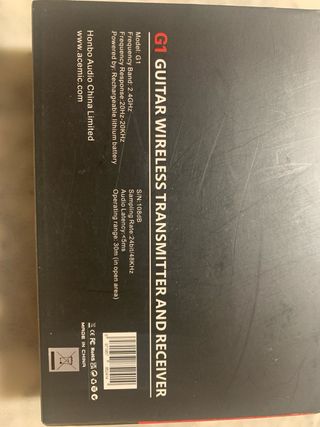 G1 GUITAR WIRELESS TRANSMITTER AND RECEIVER
Model: G1
Frequency Band: 2.4GHz
Frequency Response:20Hz-20KHz
Powered by: Rechargeable lithium battery
S/N:108dB
Sampling Rate:24bit/48KHz
Audio Latency:<5ms
Operating range: 30m (in open area)
Honbo Audio China Limited
www.acemic.com
RoHS
MADE IN CHINA